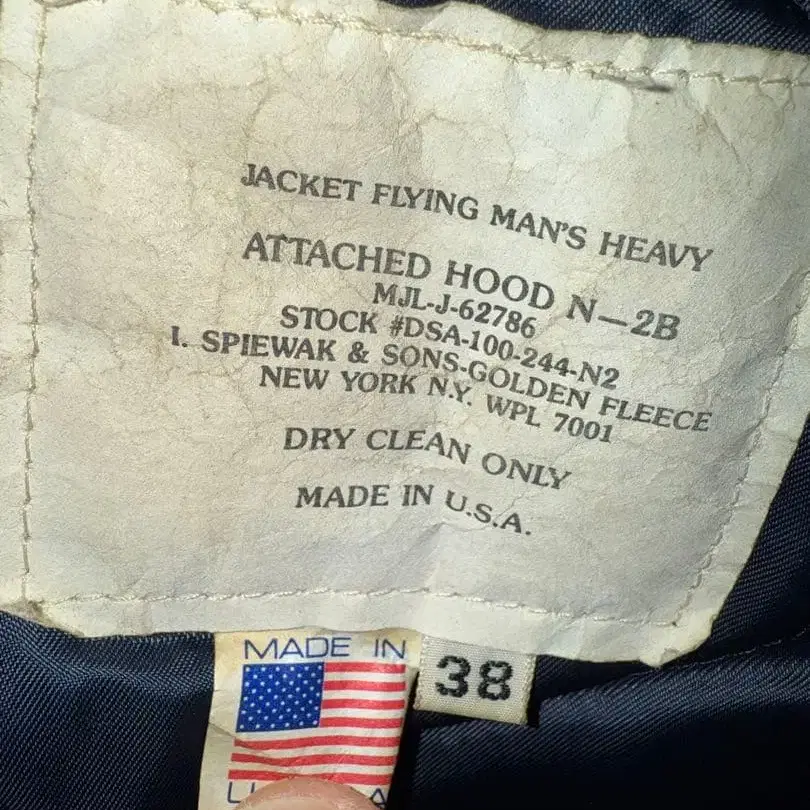 JACKET FLYING MAN'S HEAVY
ATTACHED HOOD N-2B
MJL-J-62786
STOCK #DSA-100-244-N2
I. SPIEWAK & SONS-GOLDEN FLEECE
NEW YORK N.Y. WPL 7001
DRY CLEAN ONLY
MADE IN U.S.A.
MADE IN
38